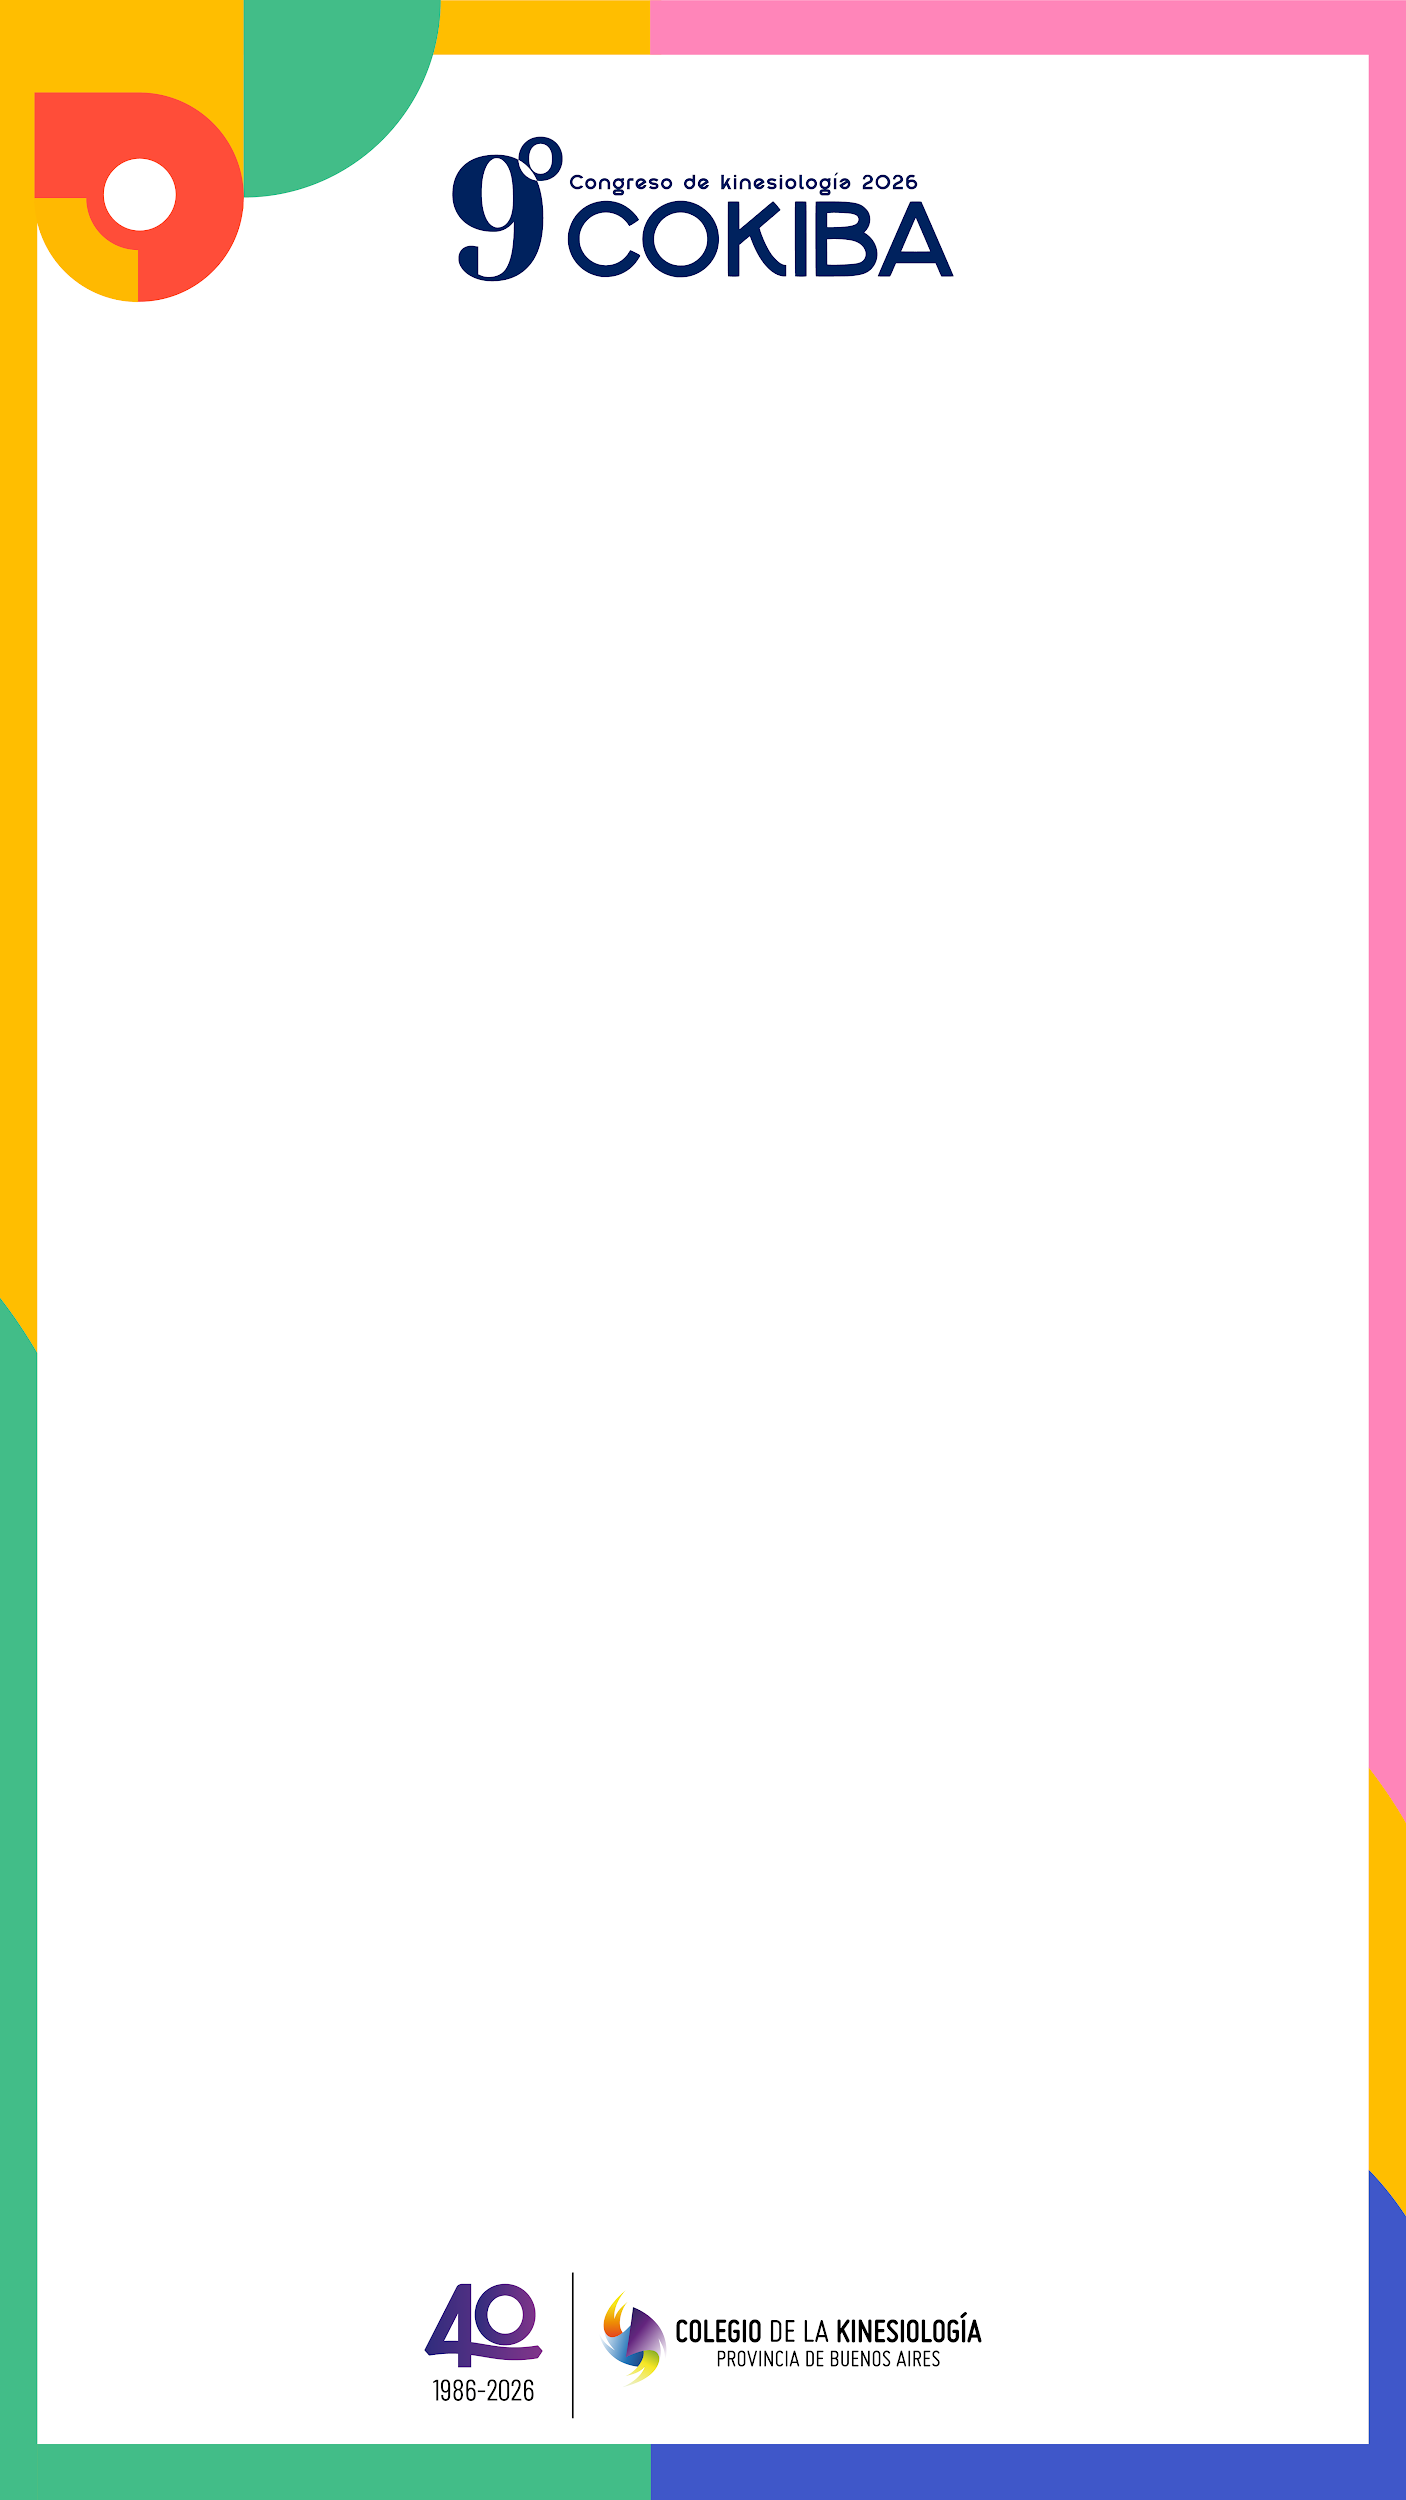 9º
Congreso de kinesiología 2026
COKIBA
40
1986-2026
COLEGIO DE LA KINESIOLOGÍA
PROVINCIA DE BUENOS AIRES